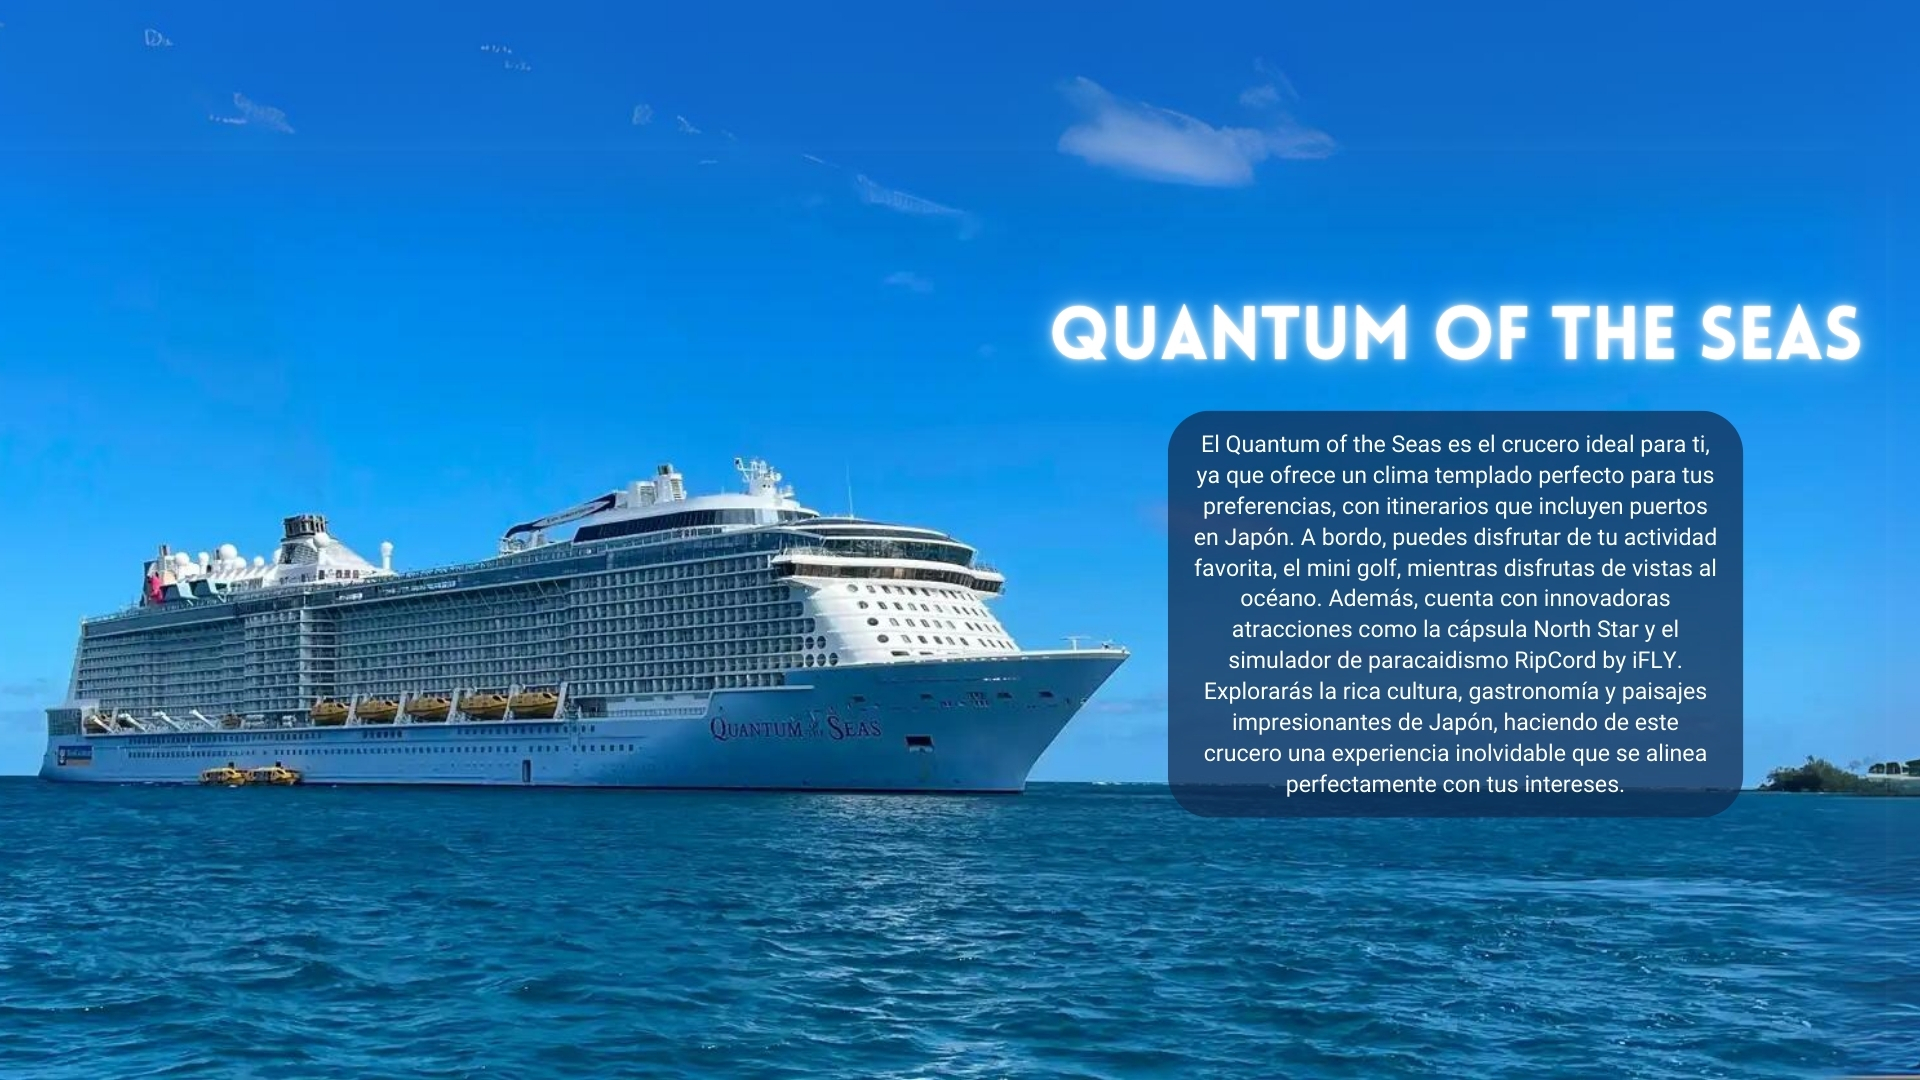 QUANTUM OF THE SEAS
El Quantum of the Seas es el crucero ideal para ti,
ya que ofrece un clima templado perfecto para tus
preferencias, con itinerarios que incluyen puertos
en Japón. A bordo, puedes disfrutar de tu actividad
favorita, el mini golf, mientras disfrutas de vistas al
océano. Además, cuenta con innovadoras
atracciones como la cápsula North Star y el
simulador de paracaidismo RipCord by iFLY.
Explorarás la rica cultura, gastronomía y paisajes
impresionantes de Japón, haciendo de este
crucero una experiencia inolvidable que se alinea
perfectamente con tus intereses.
QUANTUM OF THE SEAS